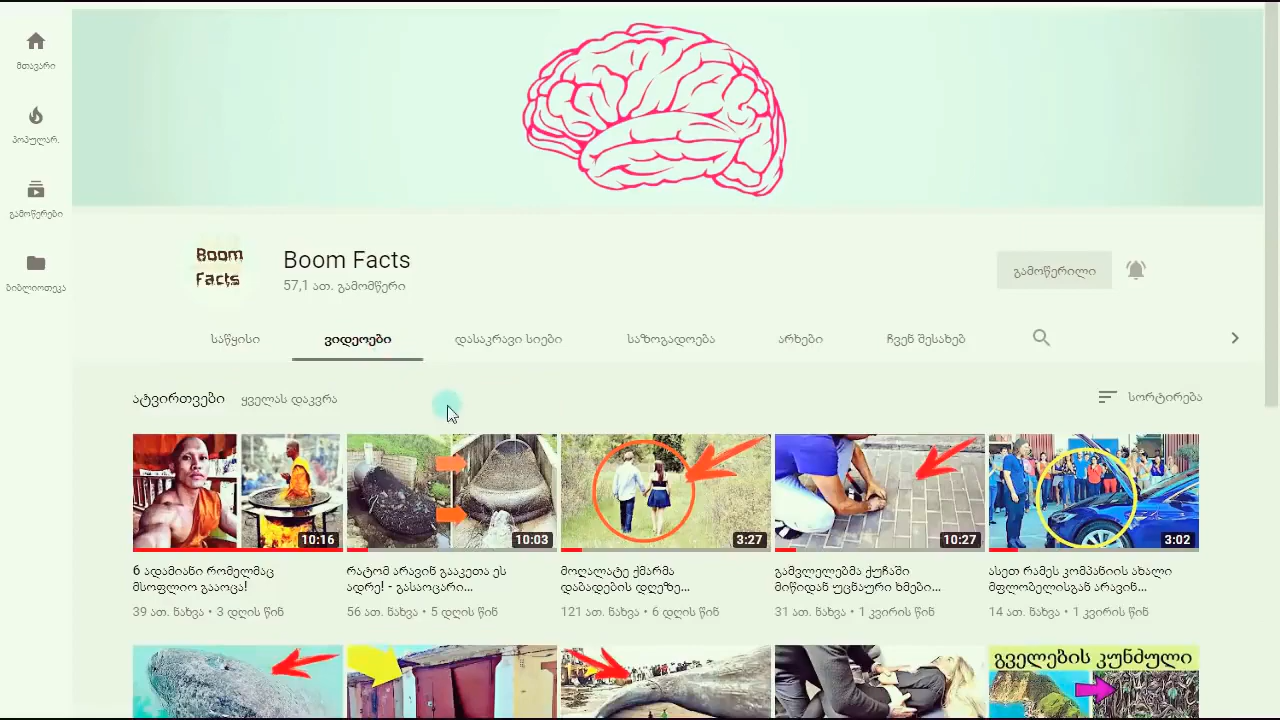 მთავარი
პოპულარ.
გამოწერები
ბიბლიოთეკა
Boom
Facts
Boom Facts
57,1 ათ. გამომწერი
გამოწერილი
საწყისი
ვიდეოები
დასაკრავი სიები
საზოგადოება
არხები
ჩვენ შესახებ
ატვირთვები ყველას დაკვრა
სორტირება
10:16
10:03
3:27
10:27
3:02
6 ადამიანი რომელმაც
მსოფლიო გააოცა!
39 ათ. ნახვა • 3 დღის წინ
რატომ არავინ გააკეთა ეს
ადრე! - გასაოცარი...
56 ათ. ნახვა • 5 დღის წინ
მოღალატე ქმარმა
დაბადების დღეზე...
121 ათ. ნახვა • 6 დღის წინ
გამვლელებმა ქუჩაში
მიწიდან უცნაური ხმები...
31 ათ. ნახვა • 1 კვირის წინ
ასეთ რამეს კომპანიის ახალი
მფლობელისგან არავინ...
14 ათ. ნახვა • 1 კვირის წინ
გველების კუნძული